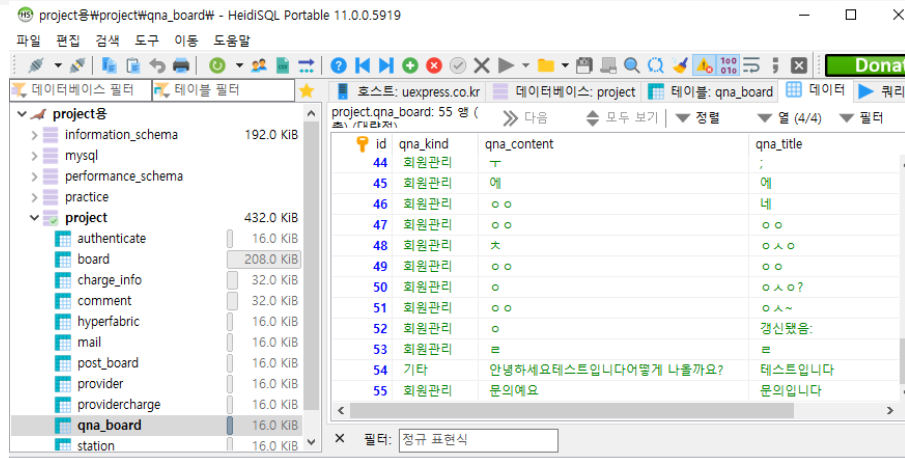 project용\project\qna_board\ - HeidiSQL Portable 11.0.0.5919
파일 편집 검색 도구 이동 도움말
Donat
데이터베이스 필터 테이블 필터
호스트: uexpress.co.kr 데이터베이스: project 테이블: qna_board 데이터 쿼리
project용
information_schema 192.0 KiB
mysql
performance_schema
practice
project 432.0 KiB
authenticate 16.0 KiB
board 208.0 KiB
charge_info 32.0 KiB
comment 32.0 KiB
hyperfabric 16.0 KiB
mail 16.0 KiB
post_board 16.0 KiB
provider 16.0 KiB
providercharge 16.0 KiB
qna_board 16.0 KiB
station 16.0 KiB
project.qna_board: 55 행 (
다음 모두 보기 정렬 열 (4/4) 필터
id qna_kind qna_content qna_title
44 회원관리 ㅜ ;
45 회원관리 에 에
46 회원관리 ㅇㅇ 네
47 회원관리 ㅇㅇ ㅇㅇ
48 회원관리 ㅊ ㅇㅅㅇ
49 회원관리 ㅇㅇ ㅇㅇ
50 회원관리 ㅇ ㅇㅅㅇ?
51 회원관리 ㅇㅇ ㅇㅅ~
52 회원관리 ㅇ 갱신됐음:
53 회원관리 ㄹ ㄹ
54 기타 안녕하세요테스트입니다어떻게 나올까요? 테스트입니다
55 회원관리 문의예요 문의입니다
필터: 정규 표현식